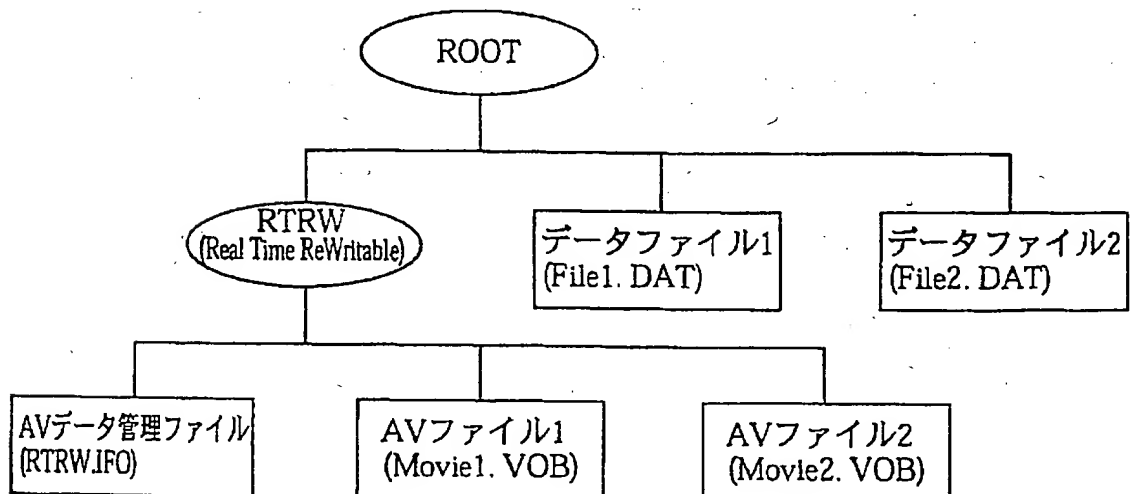 ROOT
RTRW
(Real Time ReWritable)
データファイル1
(File1. DAT)
データファイル2
(File2. DAT)
AVデータ管理ファイル
(RTRW.IFO)
AVファイル1
(Movie1. VOB)
AVファイル2
(Movie2. VOB)